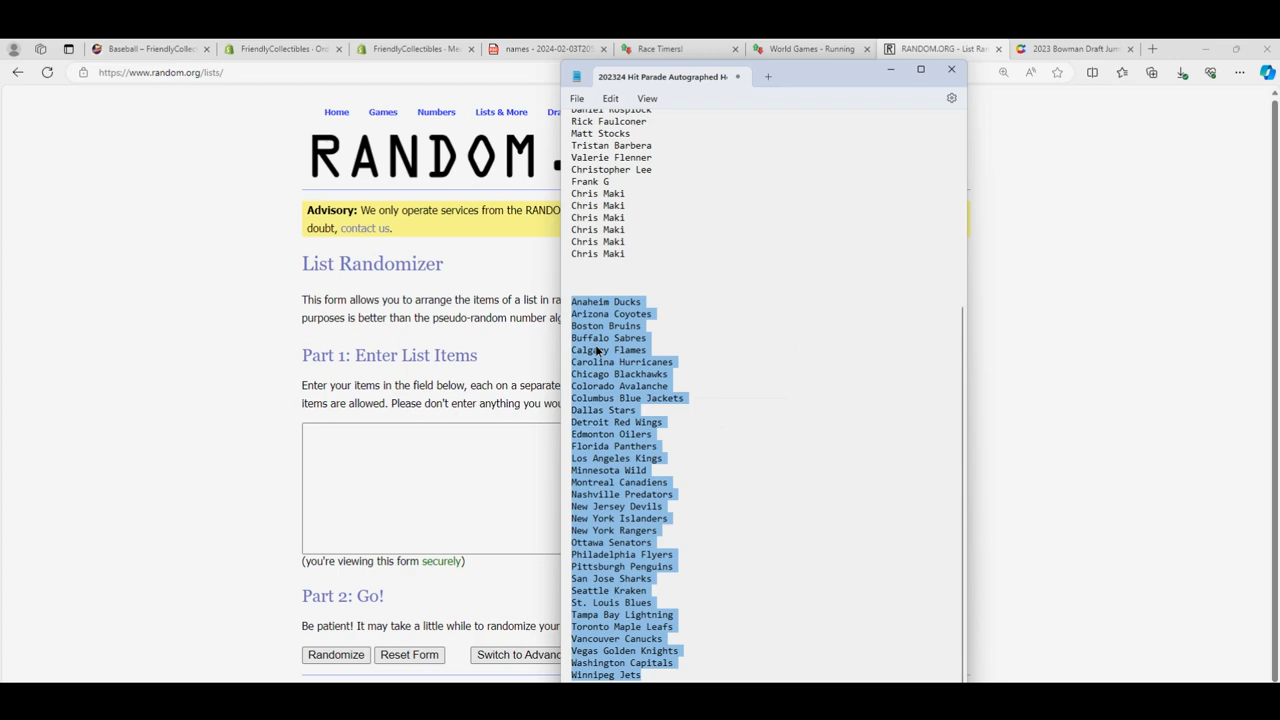 Baseball – FriendlyCollec
FriendlyCollectibles · Ord
FriendlyCollectibles · Me
names - 2024-02-03T20
Race Timers!
World Games - Running
RANDOM.ORG - List Ran
2023 Bowman Draft Jum
https://www.random.org/lists/
202324 Hit Parade Autographed H
File Edit View
Home Games Numbers Lists & More Dra
RANDOM.
Advisory: We only operate services from the RANDO
doubt, contact us.
List Randomizer
This form allows you to arrange the items of a list in ra
purposes is better than the pseudo-random number alg
Part 1: Enter List Items
Enter your items in the field below, each on a separate
items are allowed. Please don't enter anything you wou
(you're viewing this form securely)
Part 2: Go!
Be patient! It may take a little while to randomize your
Randomize Reset Form Switch to Advanc
Daniel Rosplock
Rick Faulconer
Matt Stocks
Tristan Barbera
Valerie Flenner
Christopher Lee
Frank G
Chris Maki
Chris Maki
Chris Maki
Chris Maki
Chris Maki
Chris Maki
Anaheim Ducks
Arizona Coyotes
Boston Bruins
Buffalo Sabres
Calgary Flames
Carolina Hurricanes
Chicago Blackhawks
Colorado Avalanche
Columbus Blue Jackets
Dallas Stars
Detroit Red Wings
Edmonton Oilers
Florida Panthers
Los Angeles Kings
Minnesota Wild
Montreal Canadiens
Nashville Predators
New Jersey Devils
New York Islanders
New York Rangers
Ottawa Senators
Philadelphia Flyers
Pittsburgh Penguins
San Jose Sharks
Seattle Kraken
St. Louis Blues
Tampa Bay Lightning
Toronto Maple Leafs
Vancouver Canucks
Vegas Golden Knights
Washington Capitals
Winnipeg Jets